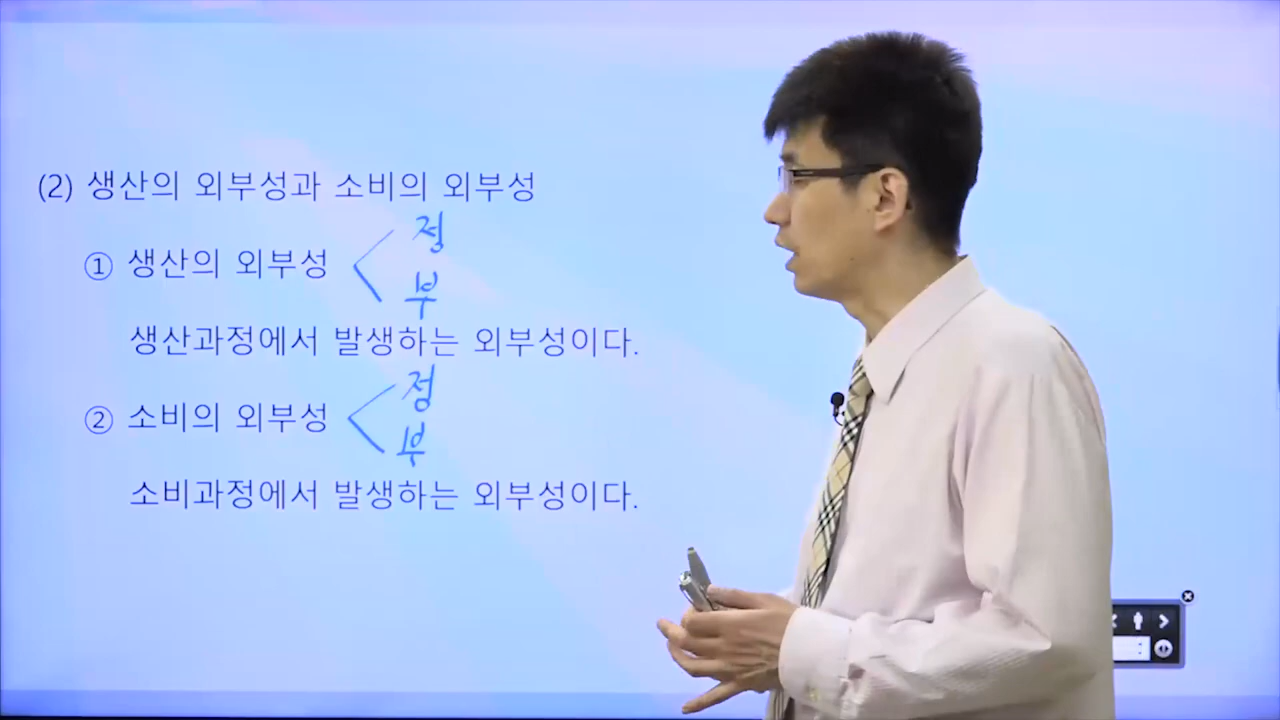 (2) 생산의 외부성과 소비의 외부성
정
① 생산의 외부성
부
생산과정에서 발생하는 외부성이다.
정
② 소비의 외부성
부
소비과정에서 발생하는 외부성이다.